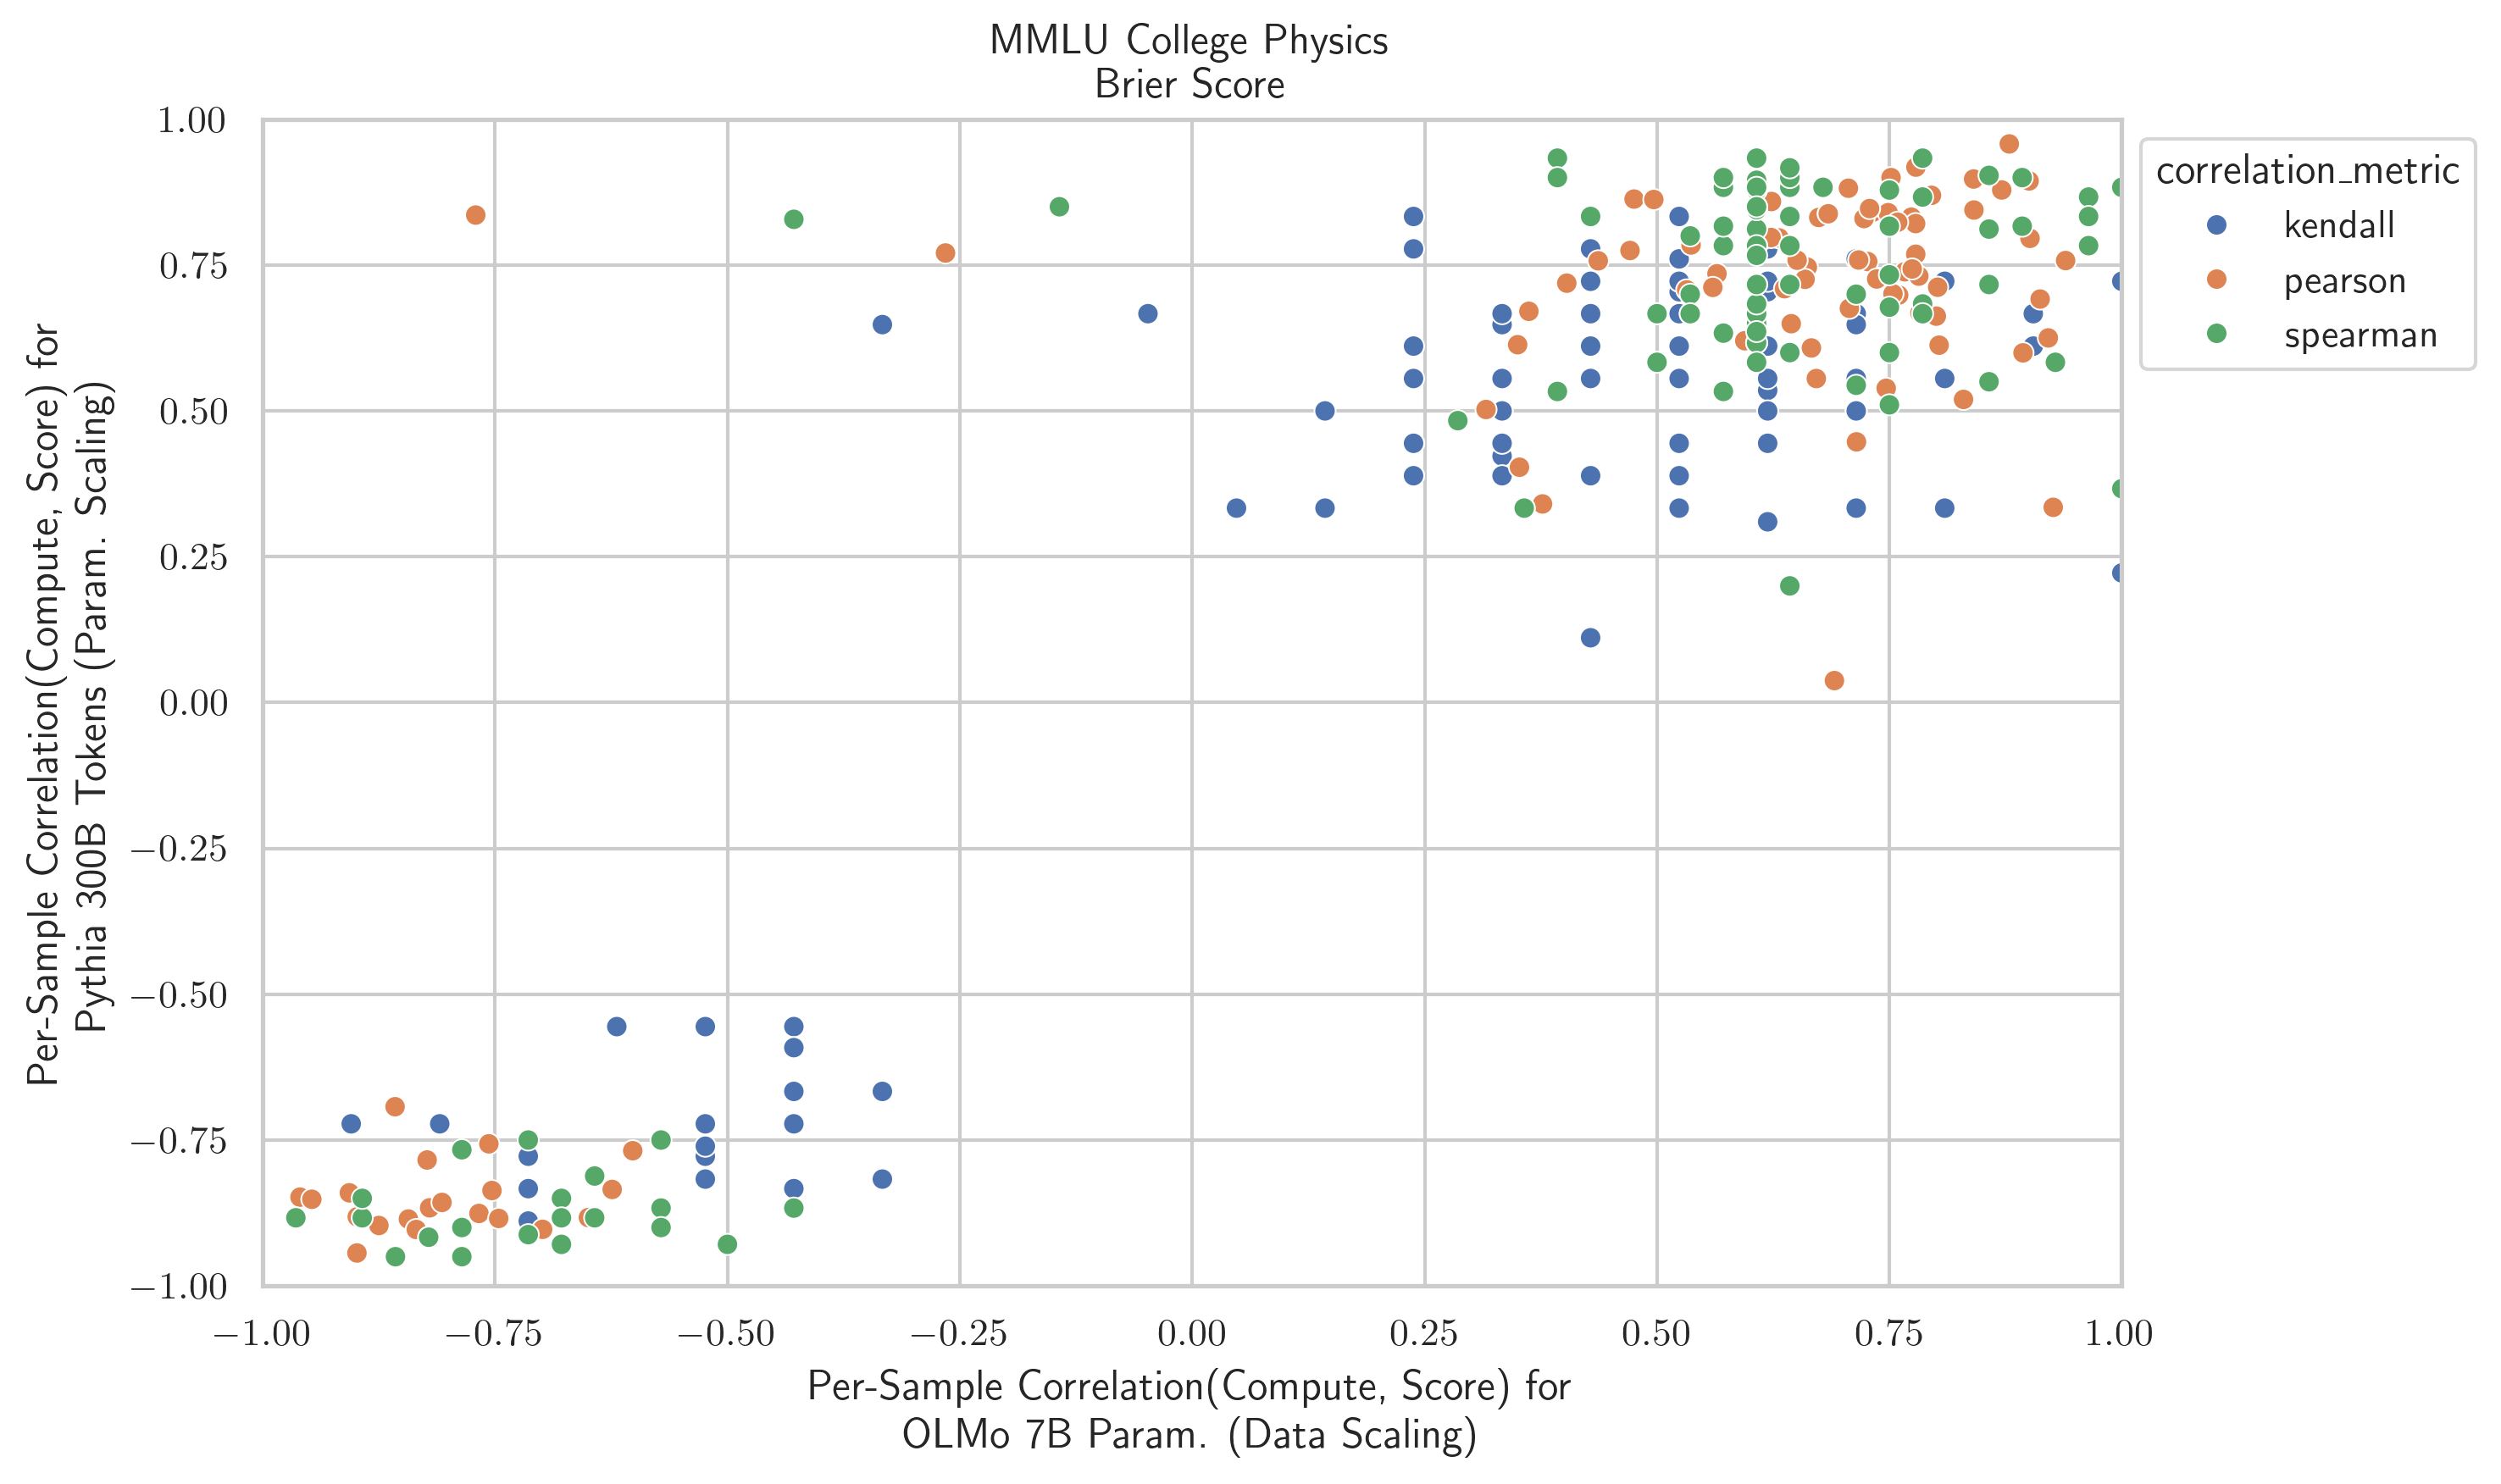 MMLU College Physics
Brier Score
1.00
0.75
0.50
0.25
0.00
−0.25
−0.50
−0.75
−1.00
Per-Sample Correlation(Compute, Score) for
Pythia 300B Tokens (Param. Scaling)
−1.00 −0.75 −0.50 −0.25 0.00 0.25 0.50 0.75 1.00
Per-Sample Correlation(Compute, Score) for
OLMo 7B Param. (Data Scaling)
correlation_metric
kendall
pearson
spearman